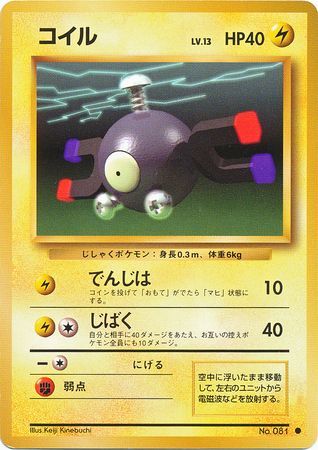 コイル LV.13 HP40
じしゃくポケモン：身長0.3m、体重6kg
でんじは 10
コインを投げて「おもて」がでたら「マヒ」状態に
する。
じばく 40
自分と相手に40ダメージをあたえ、お互いの控えポ
ケモン全員にも10ダメージ。
にげる
弱点
空中に浮いたまま移動
して、左右のユニットから
電磁波などを放射する。
Illus.Keiji Kinebuchi
No.081